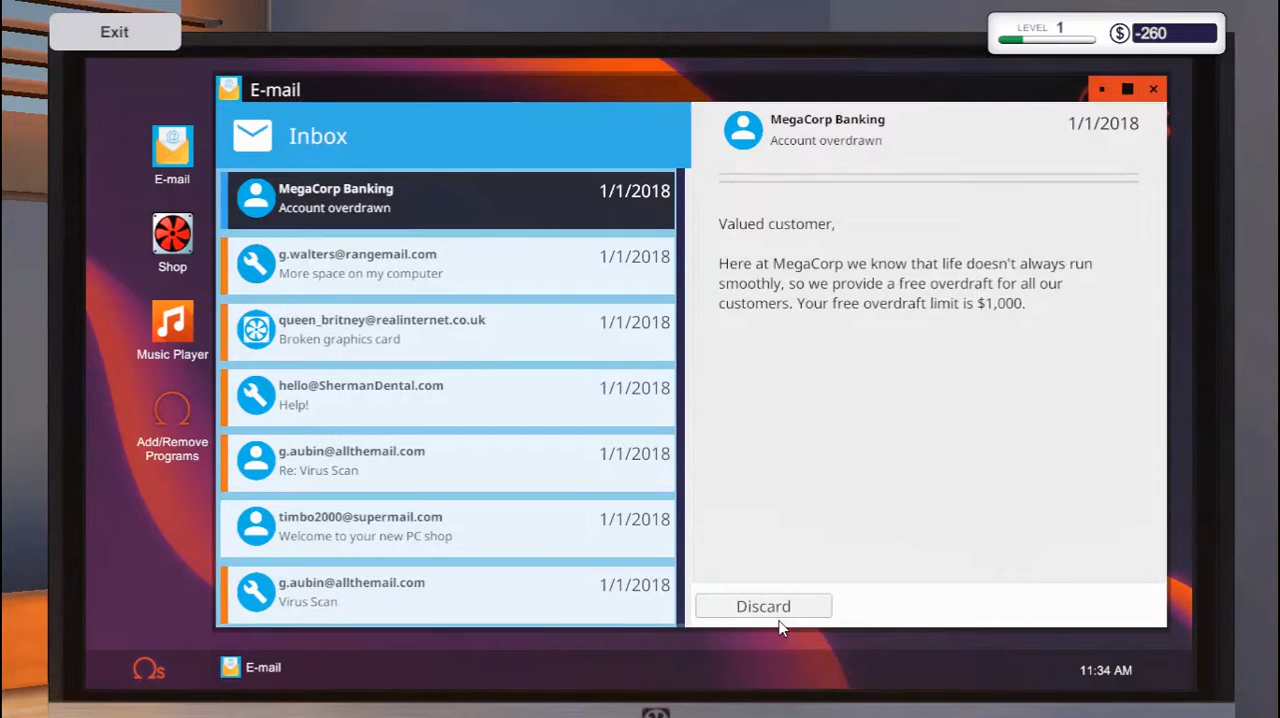 Exit
LEVEL 1
$ -260
E-mail
Inbox
MegaCorp Banking
1/1/2018
Account overdrawn
g.walters@rangemail.com
1/1/2018
More space on my computer
queen_britney@realinternet.co.uk
1/1/2018
Broken graphics card
hello@ShermanDental.com
1/1/2018
Help!
g.aubin@allthemail.com
1/1/2018
Re: Virus Scan
timbo2000@supermail.com
1/1/2018
Welcome to your new PC shop
g.aubin@allthemail.com
1/1/2018
Virus Scan
MegaCorp Banking
1/1/2018
Account overdrawn
Valued customer,
Here at MegaCorp we know that life doesn't always run
smoothly, so we provide a free overdraft for all our
customers. Your free overdraft limit is $1,000.
Discard
E-mail
Shop
Music Player
Add/Remove
Programs
Ωs
E-mail
11:34 AM